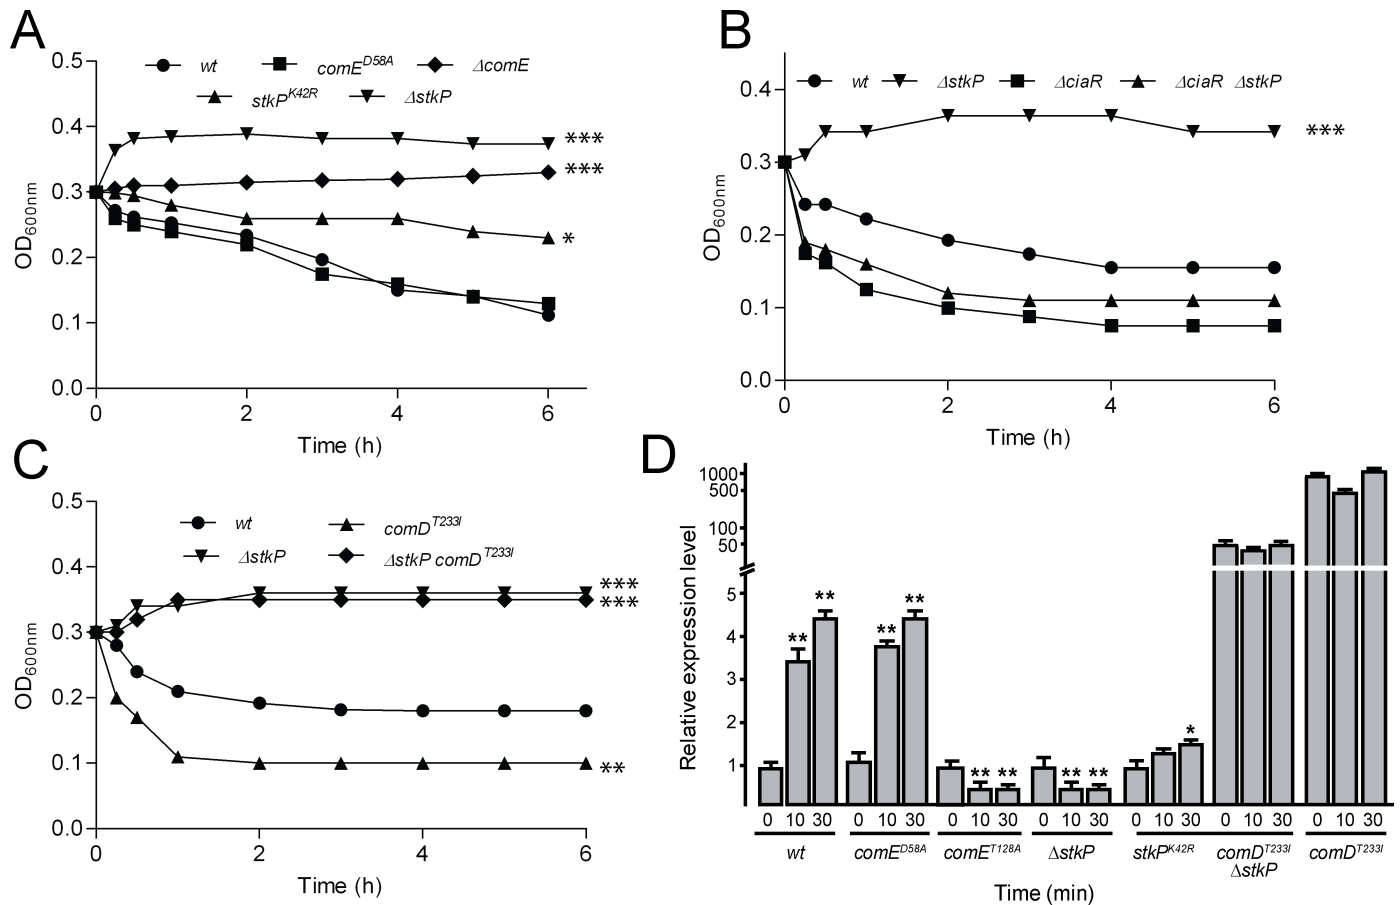 A
wt comE^D58A ΔcomE
stkP^K42R ΔstkP
0.5
0.4
0.3
0.2
0.1
0.0
OD600nm
***
***
*
0 2 4 6
Time (h)
B
wt ΔstkP ΔciaR ΔciaR ΔstkP
0.4
0.3
0.2
0.1
0.0
OD600nm
***
0 2 4 6
Time (h)
C
wt comD^T233I
ΔstkP ΔstkP comD^T233I
0.5
0.4
0.3
0.2
0.1
0.0
OD600nm
***
***
**
0 2 4 6
Time (h)
D
1000
500
100
50
5
4
3
2
1
Relative expression level
** ** ** ** ** ** ** ** *
0 10 30 0 10 30 0 10 30 0 10 30 0 10 30 0 10 30 0 10 30
wt comE^D58A comE^T128A ΔstkP stkP^K42R comD^T233I comD^T233I
ΔstkP
Time (min)